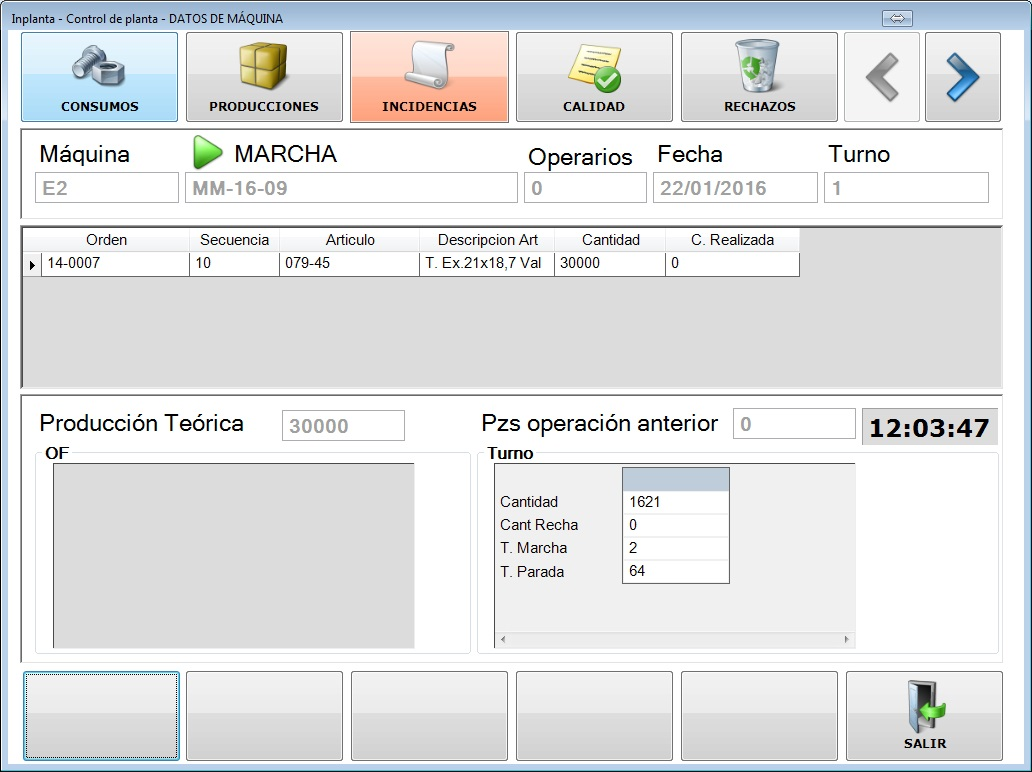 Inplanta - Control de planta - DATOS DE MÁQUINA
CONSUMOS PRODUCCIONES INCIDENCIAS CALIDAD RECHAZOS
Máquina MARCHA Operarios Fecha Turno
E2 MM-16-09 0 22/01/2016 1
Orden Secuencia Articulo Descripcion Art Cantidad C. Realizada
14-0007 10 079-45 T. Ex.21x18,7 Val 30000 0
Producción Teórica 30000 Pzs operación anterior 0 12:03:47
OF Turno
Cantidad 1621
Cant Recha 0
T. Marcha 2
T. Parada 64
SALIR